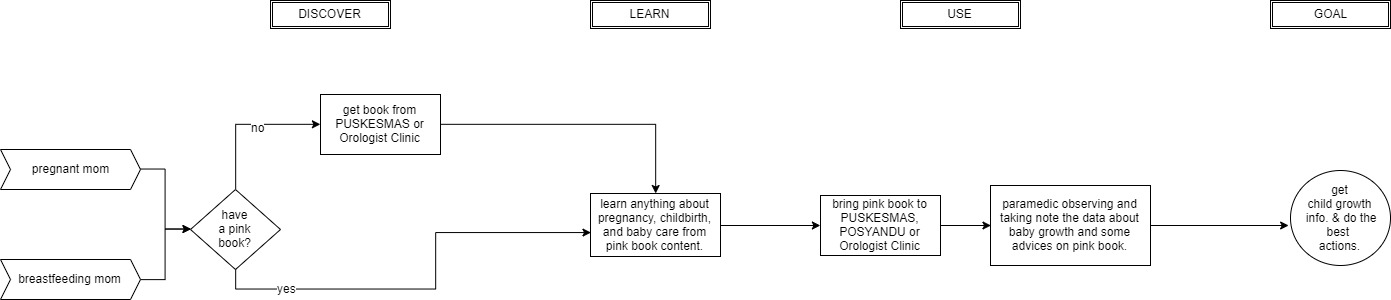 DISCOVER
LEARN
USE
GOAL
get book from
PUSKESMAS or
Orologist Clinic
no
pregnant mom
have
a pink
book?
breastfeeding mom
yes
learn anything about
pregnancy, childbirth,
and baby care from
pink book content.
bring pink book to
PUSKESMAS,
POSYANDU or
Orologist Clinic
paramedic observing and
taking note the data about
baby growth and some
advices on pink book.
get
child growth
info. & do the
best
actions.